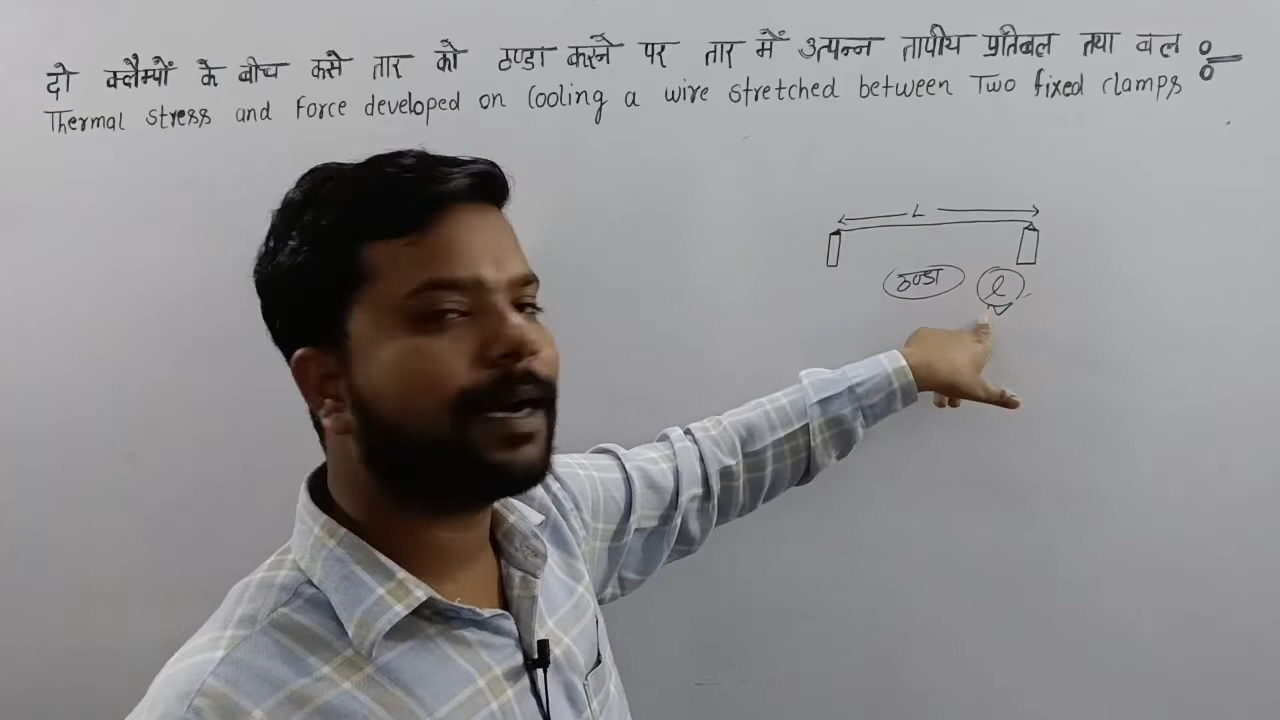 दो क्लैम्पों के बीच कसे तार को ठण्डा करने पर तार में उत्पन्न तापीय प्रतिबल तथा बल :-
Thermal stress and Force developed on Cooling a wire stretched between Two fixed clamps
L
ठण्डा l